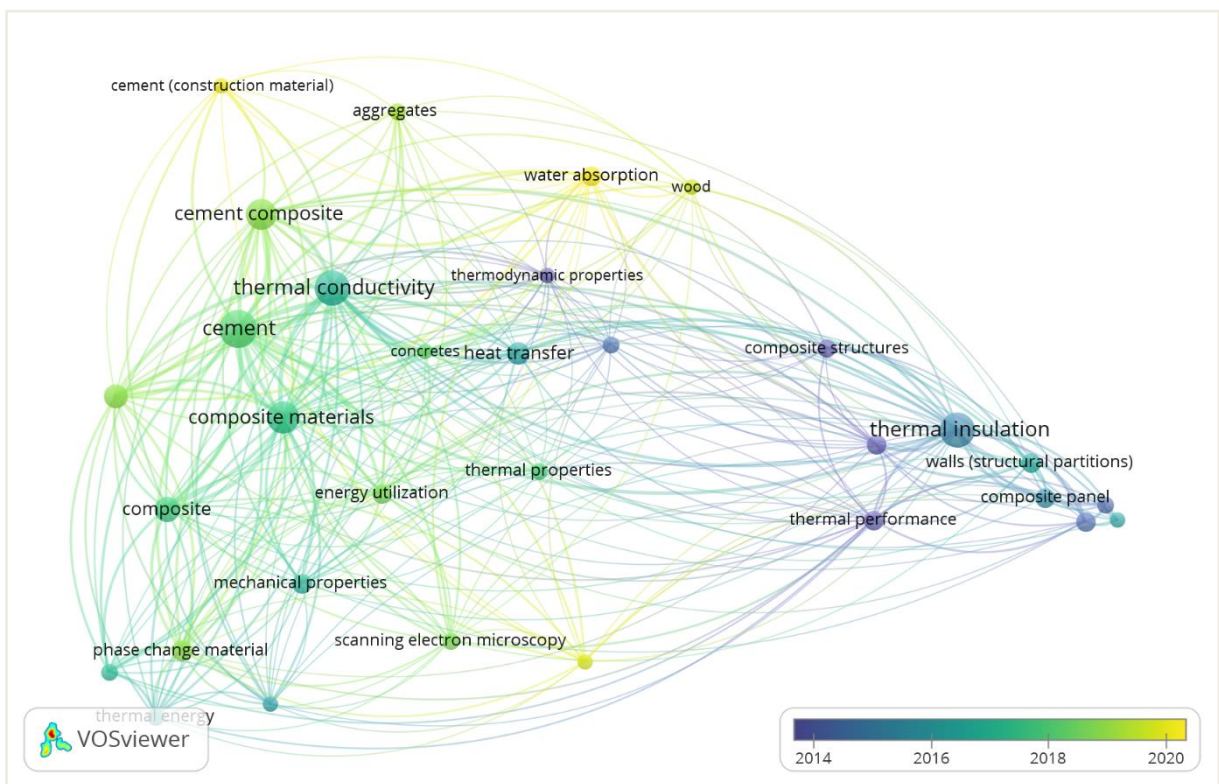 cement (construction material)
aggregates
water absorption
wood
cement composite
thermodynamic properties
thermal conductivity
cement
concretes
heat transfer
composite structures
composite materials
thermal insulation
walls (structural partitions)
thermal properties
energy utilization
composite panel
composite
thermal performance
mechanical properties
scanning electron microscopy
phase change material
thermal energy
VOSviewer
2014 2016 2018 2020